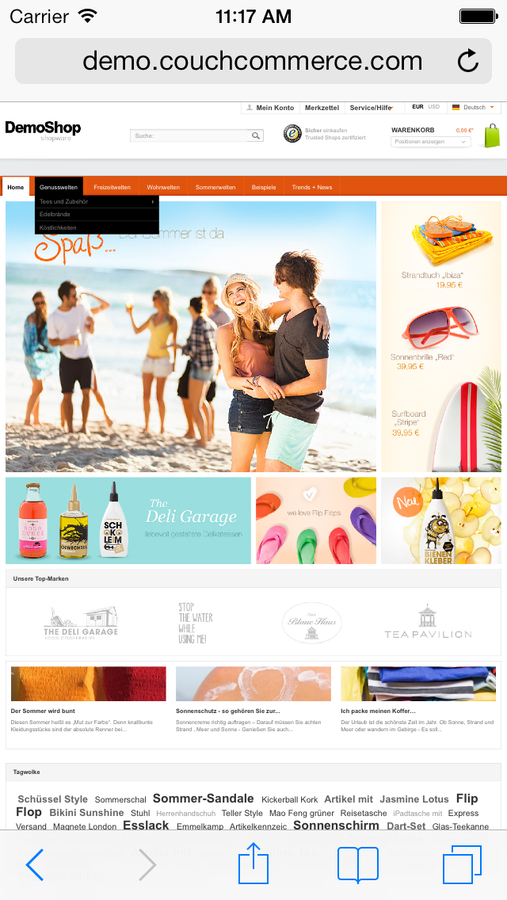 Carrier 11:17 AM
demo.couchcommerce.com
Mein Konto Merkzettel Service/Hilfe EUR USD Deutsch
DemoShop
shopware
Suche:
Sicher einkaufen
Trusted Shops zertifiziert
WARENKORB 0,00 €*
Positionen anzeigen
Home Genusswelten Freizeitwelten Wohnwelten Sommerwelten Beispiele Trends + News
Tees und Zubehör
Edelbrände
Köstlichkeiten
Spaß... Sommer ist da
Strandtuch „Ibiza“
19,95 €
Sonnenbrille „Red“
39,95 €
Surfboard
„Stripe“
39,95 €
The
Deli Garage
liebevoll gestaltete Delikatessen
SCH
OKO
LEIM
we love Flip Flops
Neu
BIENEN
KLEBER
Unsere Top-Marken
THE DELI GARAGE
STOP
THE WATER
WHILE
USING ME!
Blaue Haus
TEAPAVILION
Der Sommer wird bunt
Diesen Sommer heißt es „Mut zur Farbe“. Denn knallbunte
Kleidungsstücke sind der absolute Renner bei...
Sonnenschutz - so gehören Sie zur...
Sonnencreme richtig auftragen – Darauf müssen Sie achten
Strand , Meer und Sonne - Genießen Sie auch...
Ich packe meinen Koffer...
Der Urlaub ist die schönste Zeit im Jahr. Ob Sonne, Strand und
Meer oder wandern im Gebirge - Es soll...
Tagwolke
Schüssel Style Sommerschal Sommer-Sandale Kickerball Kork Artikel mit Jasmine Lotus Flip
Flop Bikini Sunshine Stuhl Herrenhandschuh Teller Style Mao Feng grüner Reisetasche iPadtasche mit Express
Versand Magnete London Esslack Emmelkamp Artikelkennzeic Sonnenschirm Dart-Set Glas-Teekanne